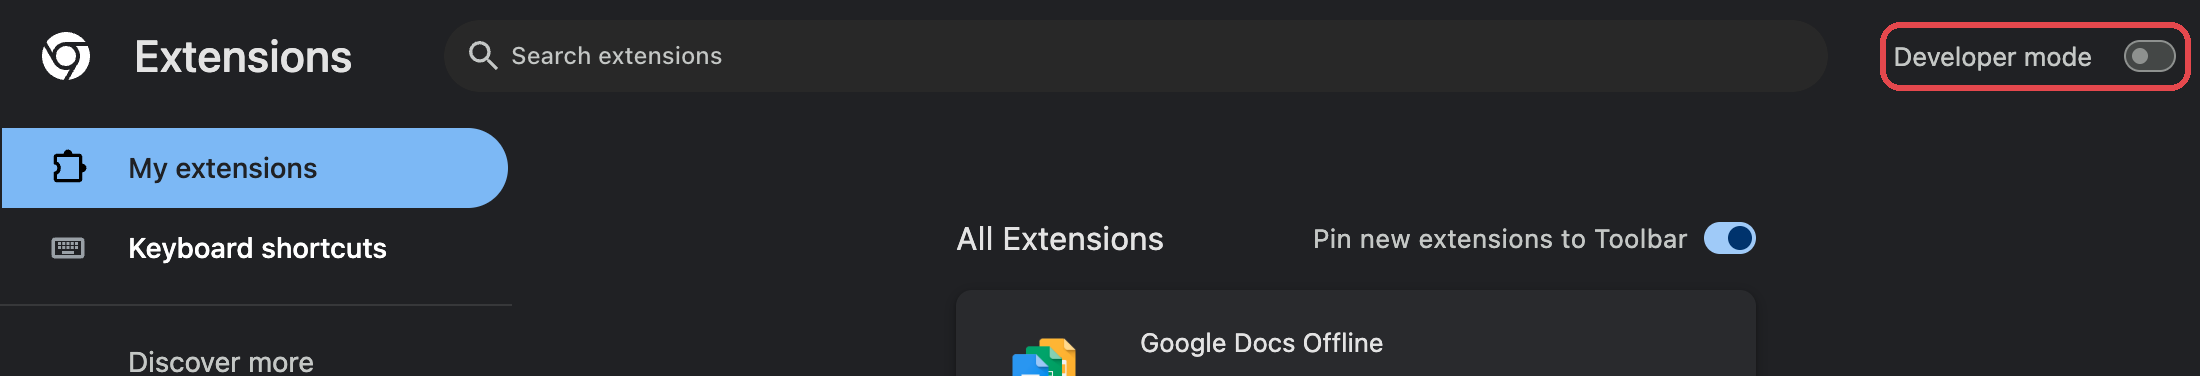 Extensions
Search extensions
Developer mode
My extensions
Keyboard shortcuts
All Extensions
Pin new extensions to Toolbar
Google Docs Offline
Discover more